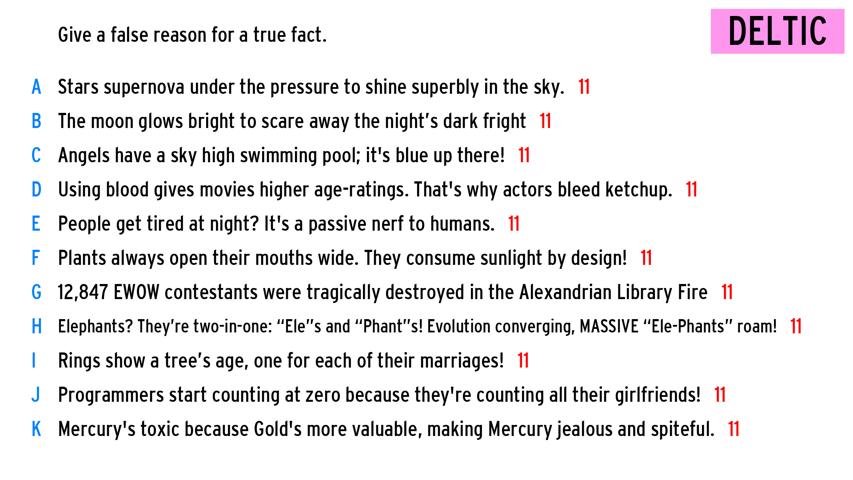 Give a false reason for a true fact.
DELTIC
A Stars supernova under the pressure to shine superbly in the sky. 11
B The moon glows bright to scare away the night’s dark fright 11
C Angels have a sky high swimming pool; it's blue up there! 11
D Using blood gives movies higher age-ratings. That's why actors bleed ketchup. 11
E People get tired at night? It's a passive nerf to humans. 11
F Plants always open their mouths wide. They consume sunlight by design! 11
G 12,847 EWOW contestants were tragically destroyed in the Alexandrian Library Fire 11
H Elephants? They’re two-in-one: “Ele”s and “Phant”s! Evolution converging, MASSIVE “Ele-Phants” roam! 11
I Rings show a tree’s age, one for each of their marriages! 11
J Programmers start counting at zero because they're counting all their girlfriends! 11
K Mercury's toxic because Gold's more valuable, making Mercury jealous and spiteful. 11